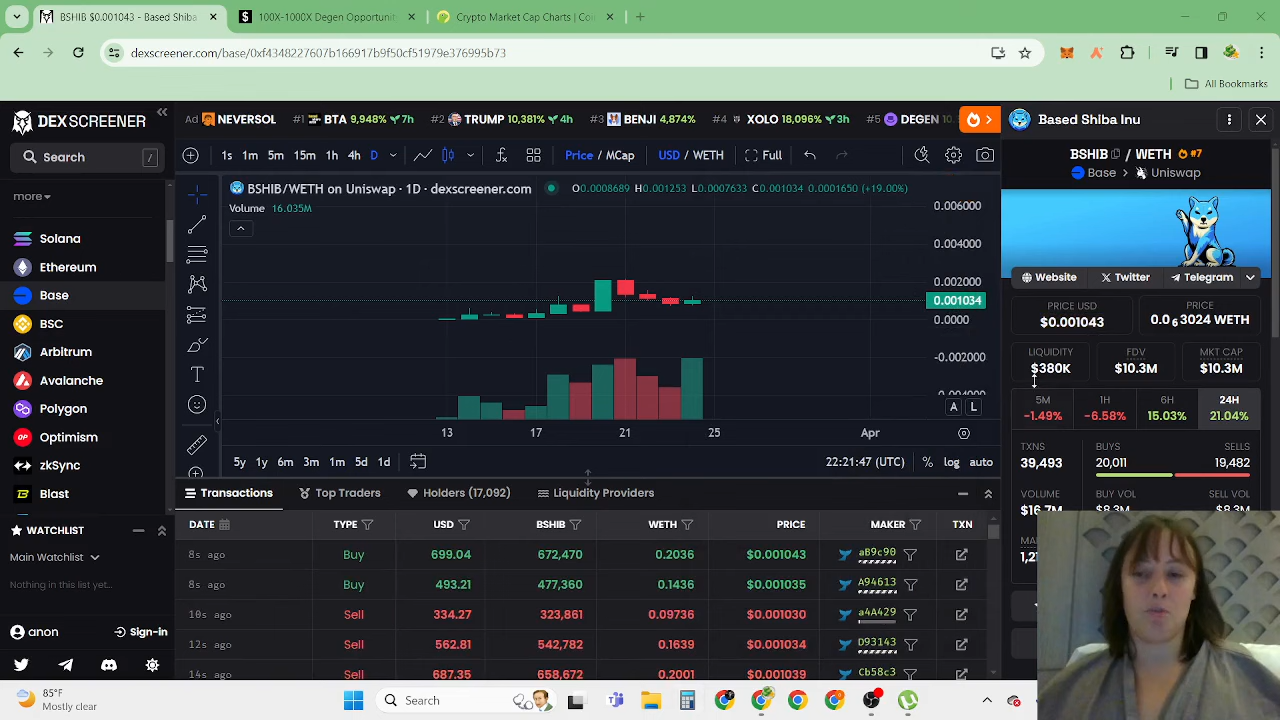 BSHIB $0.001043 - Based Shiba
100X-1000X Degen Opportunit
Crypto Market Cap Charts | Co
dexscreener.com/base/0xf4348227607b166917b9f50cf51979e376995b73
All Bookmarks
DEXSCREENER
Search /
more
Solana
Ethereum
Base
BSC
Arbitrum
Avalanche
Polygon
Optimism
zkSync
Blast
WATCHLIST
Main Watchlist
Nothing in this list yet...
anon Sign-in
Ad NEVERSOL #1 BTA 9,948% 7h #2 TRUMP 10,381% 4h #3 BENJI 4,874% #4 XOLO 18,096% 3h #5 DEGEN
1s 1m 5m 15m 1h 4h D Price / MCap USD / WETH Full
BSHIB/WETH on Uniswap · 1D · dexscreener.com O0.0008689 H0.001253 L0.0007633 C0.001034 0.0001650 (+19.00%)
Volume 16.035M
0.006000
0.004000
0.002000
0.001034
0.0000
-0.002000
A L
13 17 21 25 Apr
5y 1y 6m 3m 1m 5d 1d 22:21:47 (UTC) % log auto
Transactions Top Traders Holders (17,092) Liquidity Providers
DATE TYPE USD BSHIB WETH PRICE MAKER TXN
8s ago Buy 699.04 672,470 0.2036 $0.001043 aB9c90
8s ago Buy 493.21 477,360 0.1436 $0.001035 A94613
10s ago Sell 334.27 323,861 0.09736 $0.001030 a4A429
12s ago Sell 562.81 542,782 0.1639 $0.001034 D93143
14s ago Sell 687.35 658,672 0.2001 $0.001039 Cb58c3
Based Shiba Inu
BSHIB / WETH #7
Base > Uniswap
Website Twitter Telegram
PRICE USD PRICE
$0.001043 0.0₆3024 WETH
LIQUIDITY FDV MKT CAP
$380K $10.3M $10.3M
5M 1H 6H 24H
-1.49% -6.58% 15.03% 21.04%
TXNS BUYS SELLS
39,493 20,011 19,482
VOLUME BUY VOL SELL VOL
$16.7M $8.3M
85°F
Mostly clear
Search